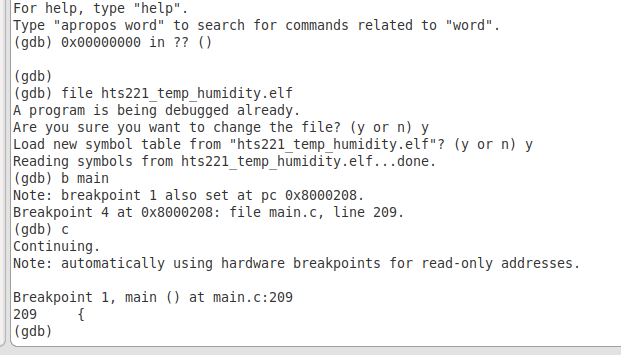 For help, type "help".
Type "apropos word" to search for commands related to "word".
(gdb) 0x00000000 in ?? ()
(gdb)
(gdb) file hts221_temp_humidity.elf
A program is being debugged already.
Are you sure you want to change the file? (y or n) y
Load new symbol table from "hts221_temp_humidity.elf"? (y or n) y
Reading symbols from hts221_temp_humidity.elf...done.
(gdb) b main
Note: breakpoint 1 also set at pc 0x8000208.
Breakpoint 4 at 0x8000208: file main.c, line 209.
(gdb) c
Continuing.
Note: automatically using hardware breakpoints for read-only addresses.
Breakpoint 1, main () at main.c:209
209     {
(gdb)